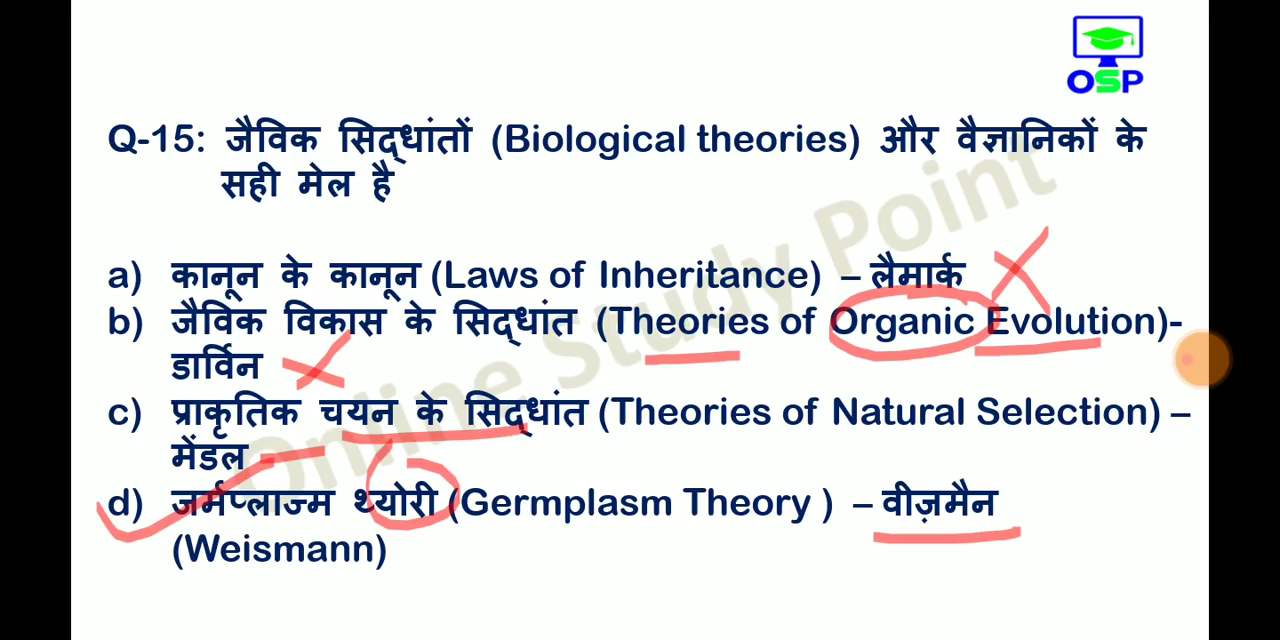 OSP
Q-15: जैविक सिद्धांतों (Biological theories) और वैज्ञानिकों के
सही मेल है
a) कानून के कानून (Laws of Inheritance) – लैमार्क
b) जैविक विकास के सिद्धांत (Theories of Organic Evolution)-
डार्विन
c) प्राकृतिक चयन के सिद्धांत (Theories of Natural Selection) –
मेंडल
d) जर्मप्लाज्म थ्योरी (Germplasm Theory ) – वीज़मैन
(Weismann)
Online Study Point